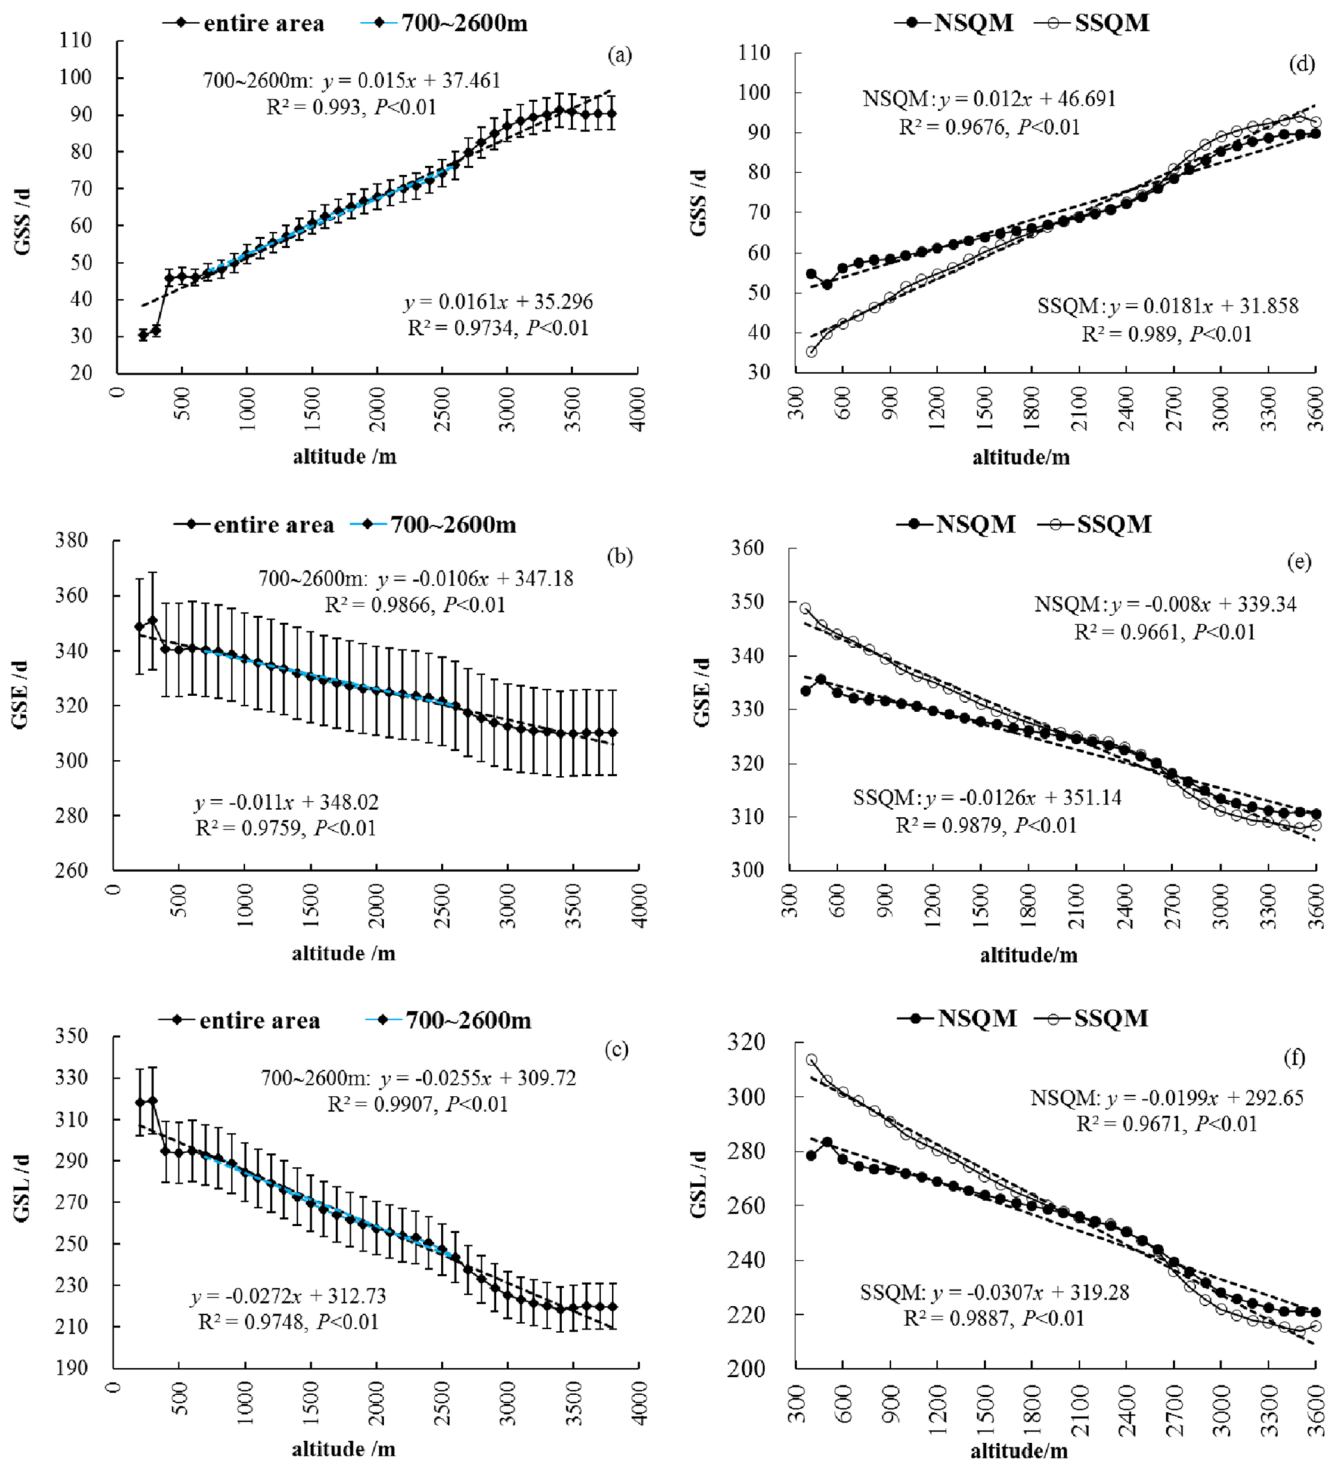 entire area 700~2600m
(a)
110
100
90
80
70
60
50
40
30
20
GSS /d
700~2600m: y = 0.015x + 37.461
R² = 0.993, P<0.01
y = 0.0161x + 35.296
R² = 0.9734, P<0.01
0 500 1000 1500 2000 2500 3000 3500 4000
altitude /m
NSQM SSQM
(d)
110
100
90
80
70
60
50
40
30
GSS /d
NSQM: y = 0.012x + 46.691
R² = 0.9676, P<0.01
SSQM: y = 0.0181x + 31.858
R² = 0.989, P<0.01
300 600 900 1200 1500 1800 2100 2400 2700 3000 3300 3600
altitude/m
entire area 700~2600m
(b)
380
360
340
320
300
280
260
GSE /d
700~2600m: y = -0.0106x + 347.18
R² = 0.9866, P<0.01
y = -0.011x + 348.02
R² = 0.9759, P<0.01
0 500 1000 1500 2000 2500 3000 3500 4000
altitude /m
NSQM SSQM
(e)
360
350
340
330
320
310
300
GSE /d
NSQM: y = -0.008x + 339.34
R² = 0.9661, P<0.01
SSQM: y = -0.0126x + 351.14
R² = 0.9879, P<0.01
300 600 900 1200 1500 1800 2100 2400 2700 3000 3300 3600
altitude/m
entire area 700~2600m
(c)
350
330
310
290
270
250
230
210
190
GSL /d
700~2600m: y = -0.0255x + 309.72
R² = 0.9907, P<0.01
y = -0.0272x + 312.73
R² = 0.9748, P<0.01
0 500 1000 1500 2000 2500 3000 3500 4000
altitude /m
NSQM SSQM
(f)
320
300
280
260
240
220
200
GSL /d
NSQM: y = -0.0199x + 292.65
R² = 0.9671, P<0.01
SSQM: y = -0.0307x + 319.28
R² = 0.9887, P<0.01
300 600 900 1200 1500 1800 2100 2400 2700 3000 3300 3600
altitude/m